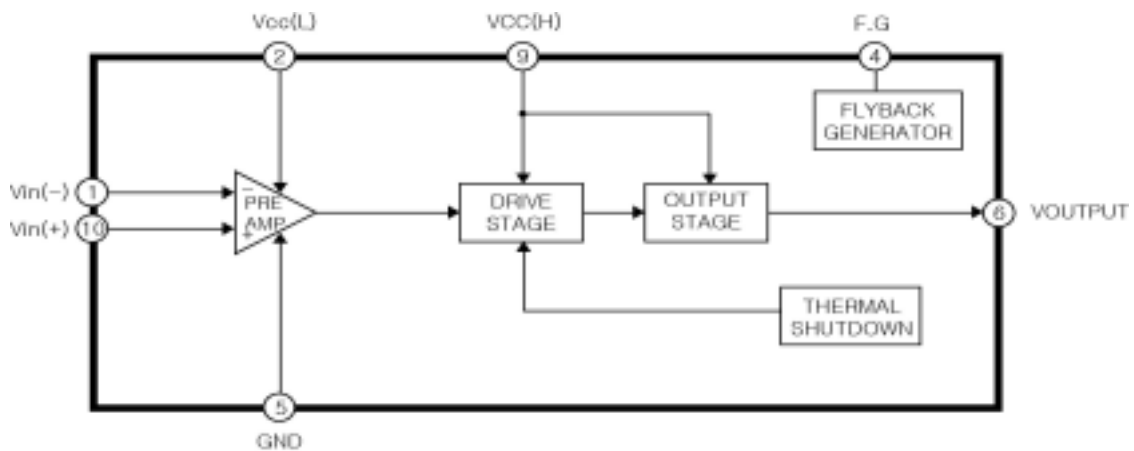 Vcc(L)
VCC(H)
F.G
2
9
4
FLYBACK
GENERATOR
Vin(-)
1
Vin(+)
10
−
PRE
AMP
+
DRIVE
STAGE
OUTPUT
STAGE
6
VOUTPUT
THERMAL
SHUTDOWN
5
GND